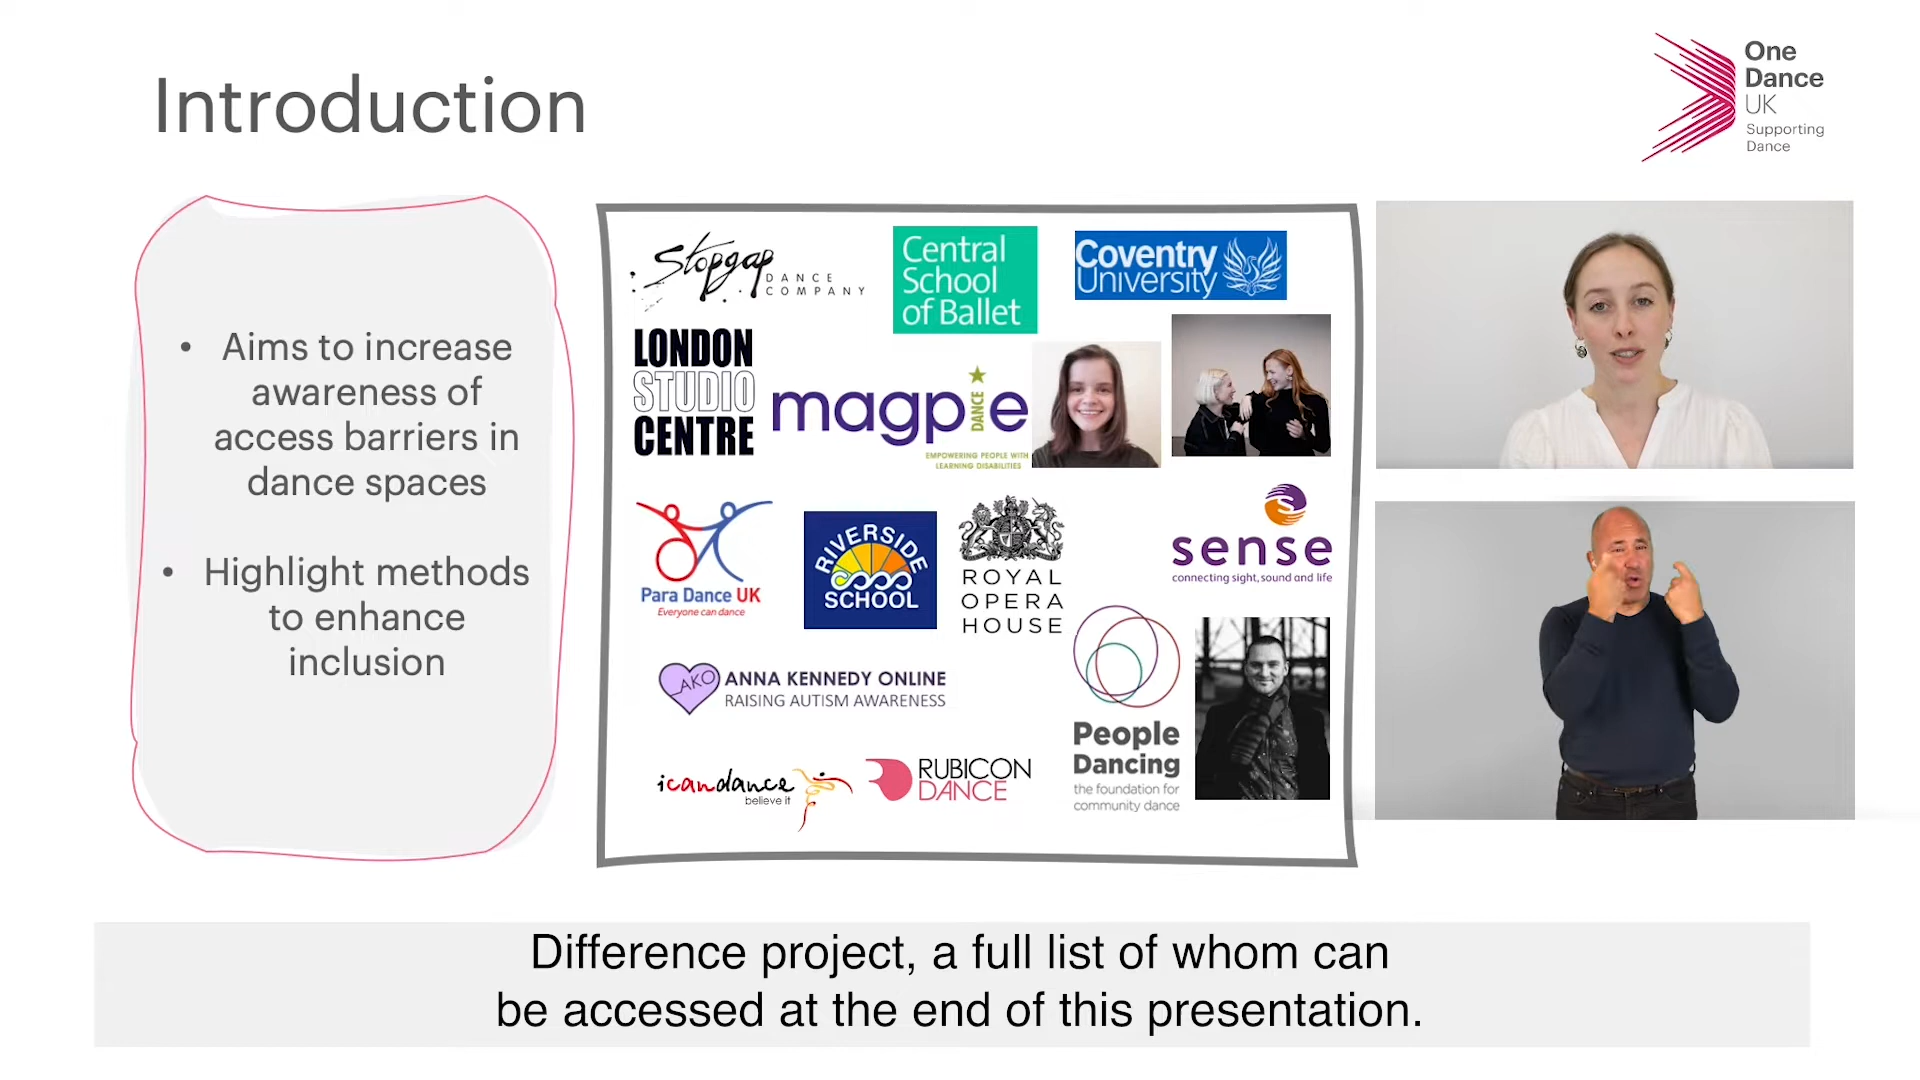 Introduction
One
Dance
UK
Supporting
Dance
• Aims to increase
awareness of
access barriers in
dance spaces
• Highlight methods
to enhance
inclusion
Stopgap
DANCE
COMPANY
Central
School
of Ballet
Coventry
University
LONDON
STUDIO
CENTRE
magpie
DANCE
EMPOWERING PEOPLE WITH
LEARNING DISABILITIES
Para Dance UK
Everyone can dance
RIVERSIDE
SCHOOL
ROYAL
OPERA
HOUSE
sense
connecting sight, sound and life
AKO
ANNA KENNEDY ONLINE
RAISING AUTISM AWARENESS
People
Dancing
the foundation for
community dance
icandance
believe it
RUBICON
DANCE
Difference project, a full list of whom can
be accessed at the end of this presentation.